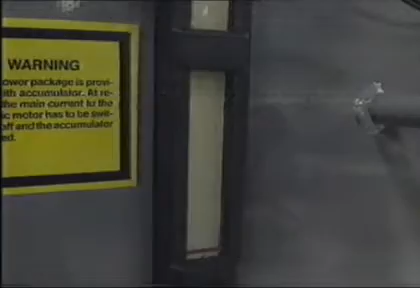 WARNING
ower package is provi-
ith accumulator. At re-
the main current to the
ic motor has to be swit-
off and the accumulator
ed.